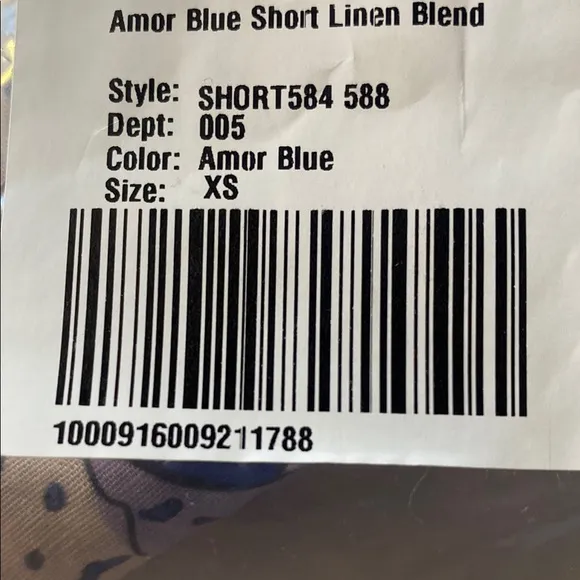 Amor Blue Short Linen Blend
Style: SHORT584 588
Dept: 005
Color: Amor Blue
Size: XS
1000916009211788